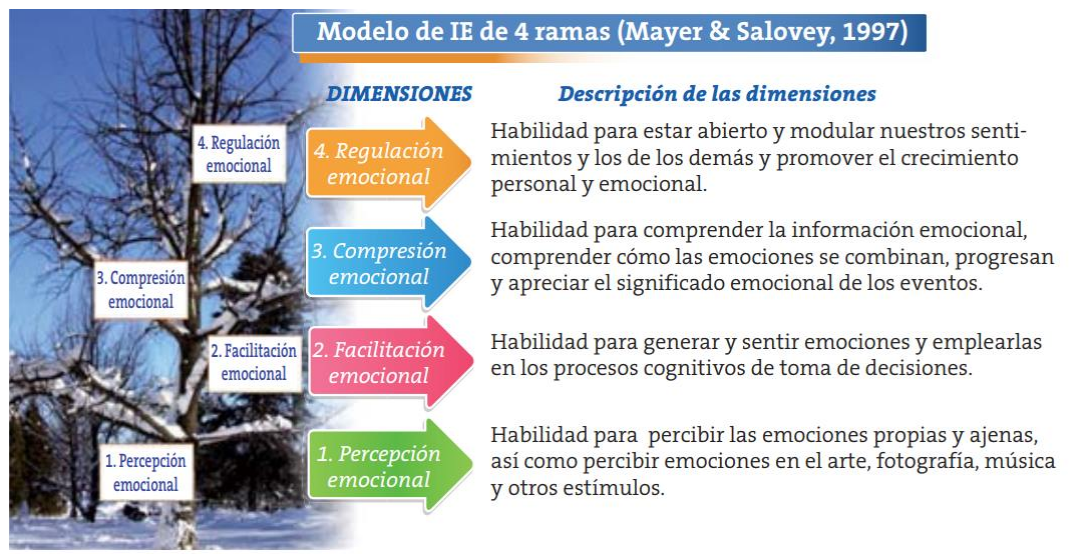 Modelo de IE de 4 ramas (Mayer & Salovey, 1997)
DIMENSIONES
Descripción de las dimensiones
4. Regulación
emocional
4. Regulación
emocional
Habilidad para estar abierto y modular nuestros senti-
mientos y los de los demás y promover el crecimiento
personal y emocional.
3. Compresión
emocional
3. Compresión
emocional
Habilidad para comprender la información emocional,
comprender cómo las emociones se combinan, progresan
y apreciar el significado emocional de los eventos.
2. Facilitación
emocional
2. Facilitación
emocional
Habilidad para generar y sentir emociones y emplearlas
en los procesos cognitivos de toma de decisiones.
1. Percepción
emocional
1. Percepción
emocional
Habilidad para percibir las emociones propias y ajenas,
así como percibir emociones en el arte, fotografía, música
y otros estímulos.